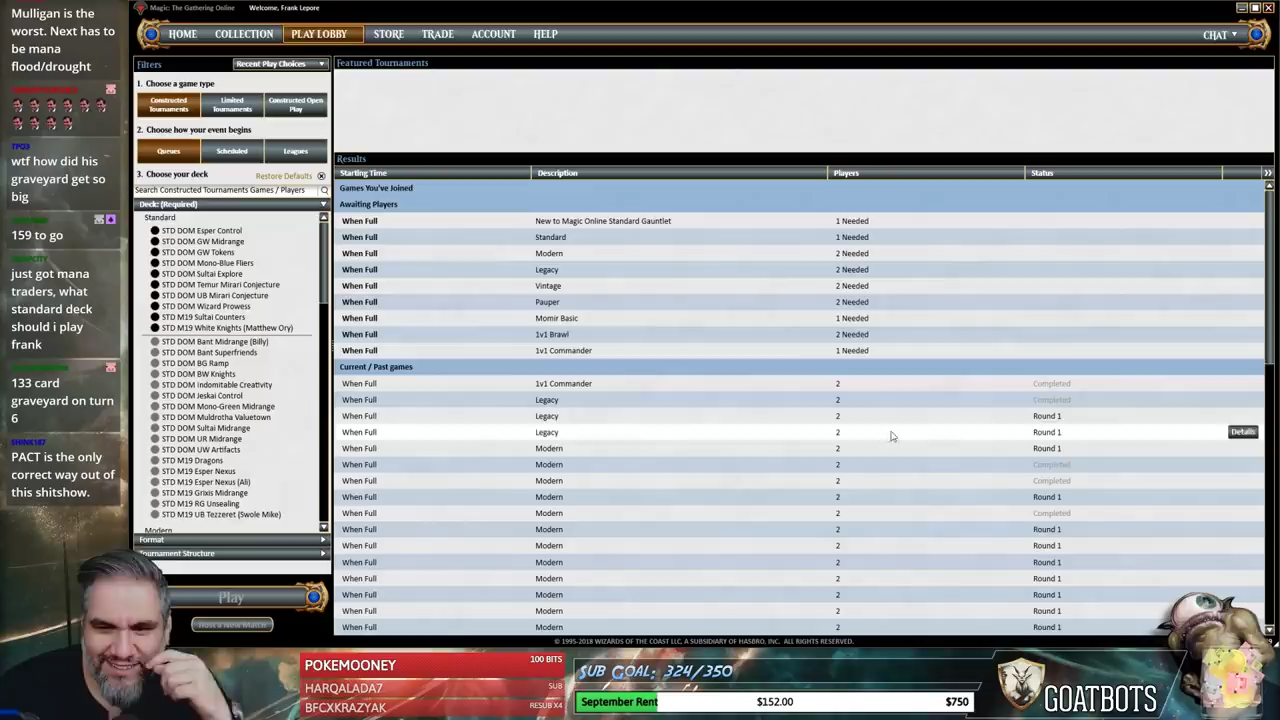 Mulligan is the
worst. Next has to
be mana
flood/drought
wtf how did his
graveyard get so
big
159 to go
just got mana
traders, what
standard deck
should i play
frank
133 card
graveyard on turn
6
SHINK187
PACT is the only
correct way out of
this shitshow.
Magic: The Gathering Online
Welcome, Frank Lepore
HOME
COLLECTION
PLAY LOBBY
STORE
TRADE
ACCOUNT
HELP
CHAT
Filters
Recent Play Choices
1. Choose a game type
Constructed Tournaments
Limited Tournaments
Constructed Open Play
2. Choose how your event begins
Queues
Scheduled
Leagues
3. Choose your deck
Restore Defaults
Search Constructed Tournaments Games / Players
Deck: (Required)
Standard
STD DOM Esper Control
STD DOM GW Midrange
STD DOM GW Tokens
STD DOM Mono-Blue Fliers
STD DOM Sultai Explore
STD DOM Temur Mirari Conjecture
STD DOM UB Mirari Conjecture
STD DOM Wizard Prowess
STD M19 Sultai Counters
STD M19 White Knights (Matthew Ory)
STD DOM Bant Midrange (Billy)
STD DOM Bant Superfriends
STD DOM BG Ramp
STD DOM BW Knights
STD DOM Indomitable Creativity
STD DOM Jeskai Control
STD DOM Mono-Green Midrange
STD DOM Muldrotha Valuetown
STD DOM Sultai Midrange
STD DOM UR Midrange
STD DOM UW Artifacts
STD M19 Dragons
STD M19 Esper Nexus
STD M19 Esper Nexus (Ali)
STD M19 Grixis Midrange
STD M19 RG Unsealing
STD M19 UB Tezzeret (Swole Mike)
Modern
Format
Tournament Structure
Play
Host a New Match
Featured Tournaments
Results
Starting Time Description Players Status
Games You've Joined
Awaiting Players
When Full New to Magic Online Standard Gauntlet 1 Needed
When Full Standard 1 Needed
When Full Modern 2 Needed
When Full Legacy 2 Needed
When Full Vintage 2 Needed
When Full Pauper 2 Needed
When Full Momir Basic 1 Needed
When Full 1v1 Brawl 2 Needed
When Full 1v1 Commander 1 Needed
Current / Past games
When Full 1v1 Commander 2 Completed
When Full Legacy 2 Completed
When Full Legacy 2 Round 1
When Full Legacy 2 Round 1 Details
When Full Modern 2 Round 1
When Full Modern 2 Completed
When Full Modern 2 Completed
When Full Modern 2 Round 1
When Full Modern 2 Completed
When Full Modern 2 Round 1
When Full Modern 2 Round 1
When Full Modern 2 Round 1
When Full Modern 2 Round 1
When Full Modern 2 Round 1
When Full Modern 2 Round 1
When Full Modern 2 Round 1
© 1995-2018 WIZARDS OF THE COAST LLC, A SUBSIDIARY OF HASBRO, INC. ALL RIGHTS RESERVED.
POKEMOONEY 100 BITS
HARQALADA7 SUB
BFCXKRAZYAK RESUB X4
SUB GOAL: 324/350
September Rent $152.00 $750
GOATBOTS